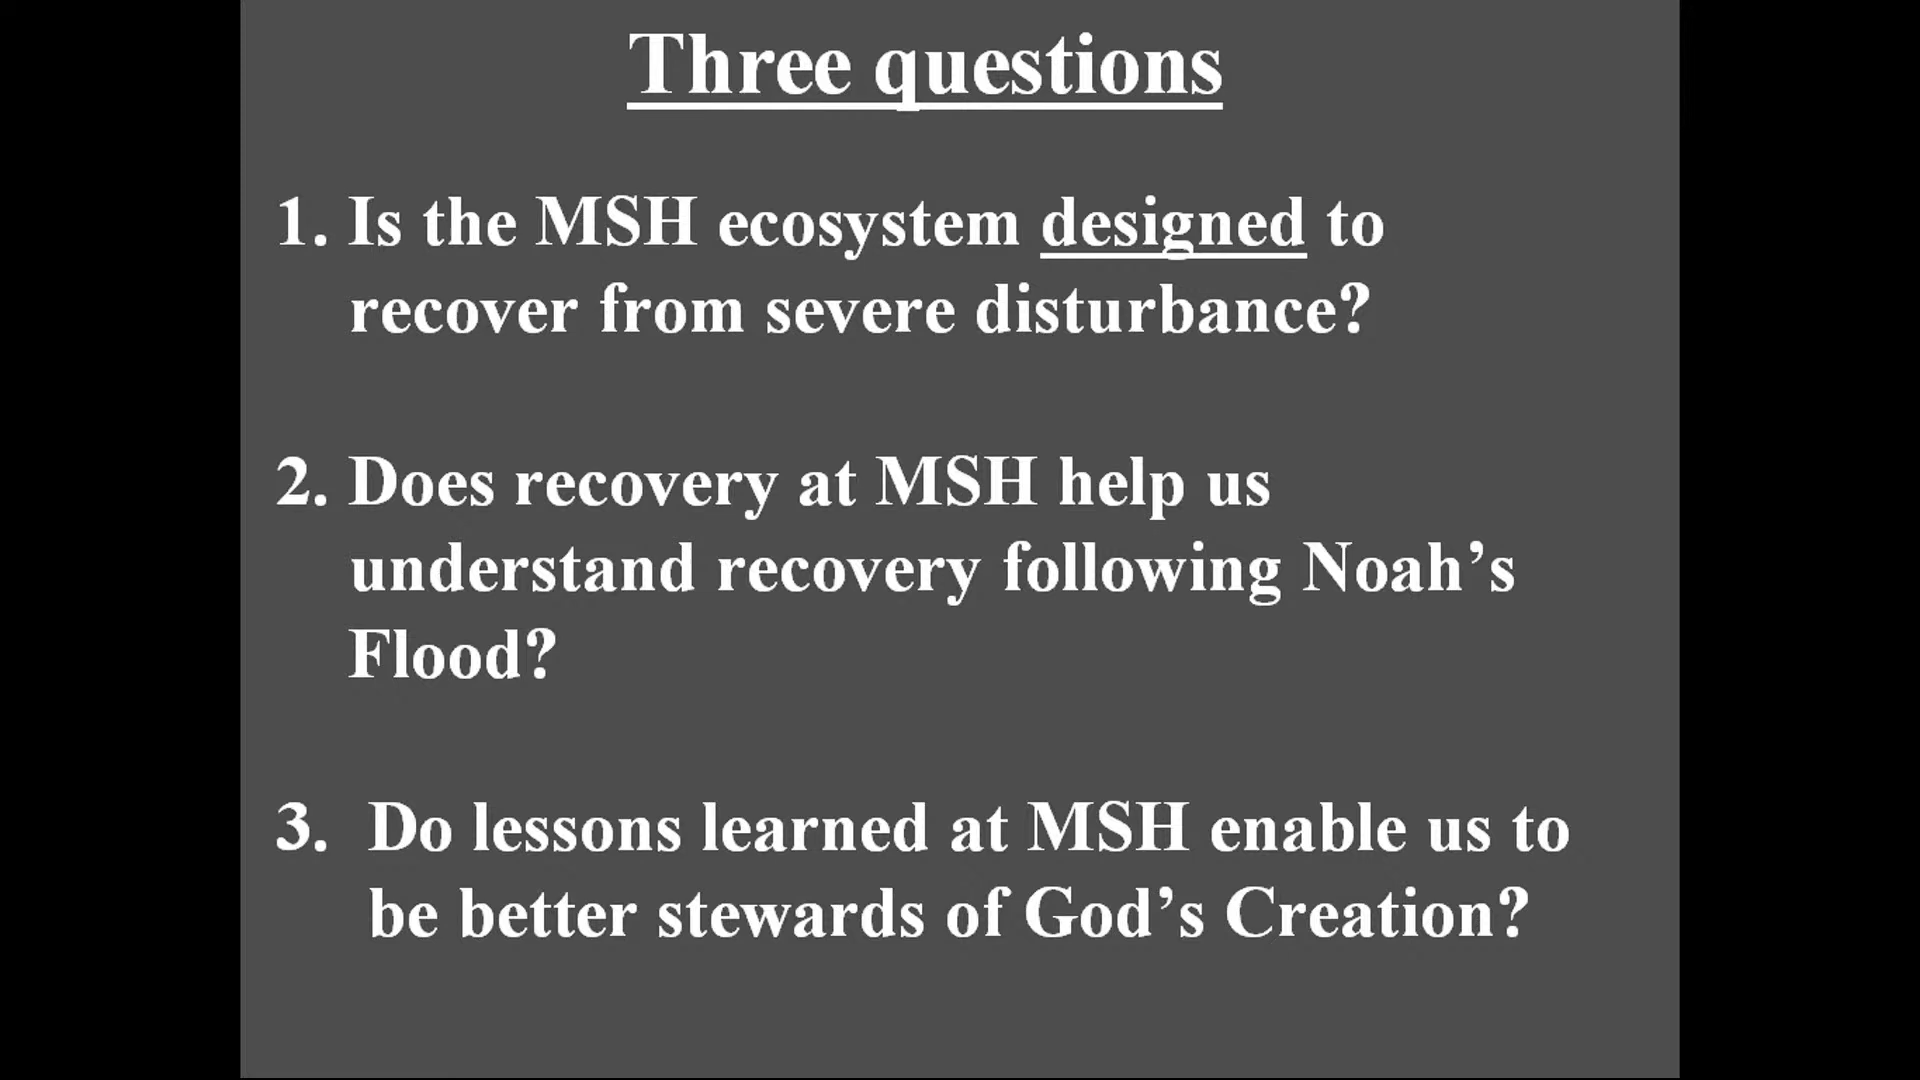 Three questions
1. Is the MSH ecosystem designed to
recover from severe disturbance?
2. Does recovery at MSH help us
understand recovery following Noah’s
Flood?
3. Do lessons learned at MSH enable us to
be better stewards of God’s Creation?